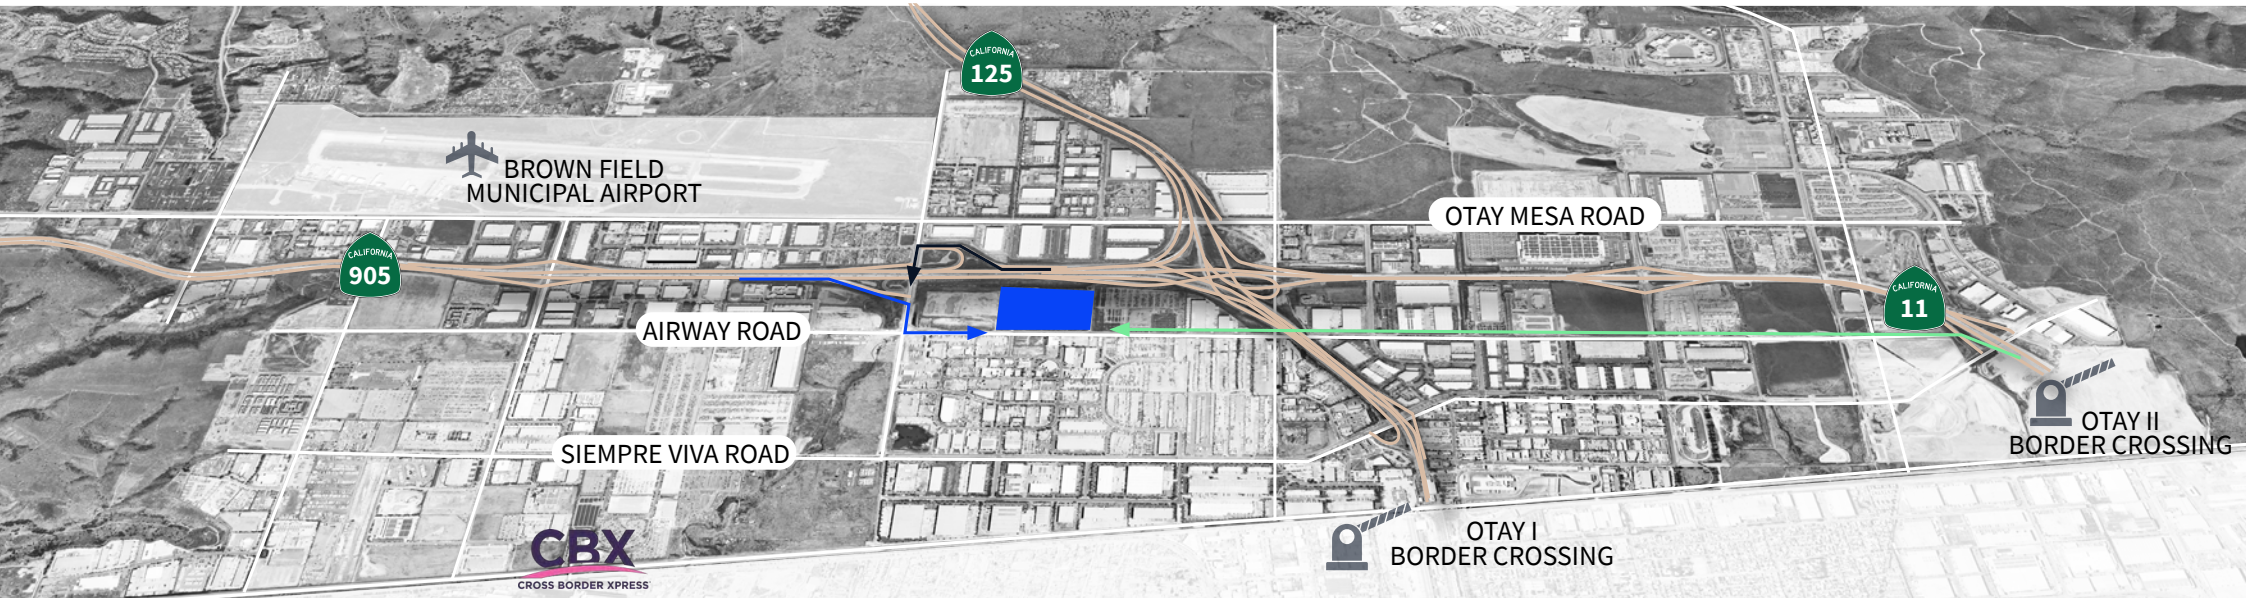 CALIFORNIA
125
BROWN FIELD
MUNICIPAL AIRPORT
OTAY MESA ROAD
CALIFORNIA
905
CALIFORNIA
11
AIRWAY ROAD
OTAY II
BORDER CROSSING
SIEMPRE VIVA ROAD
OTAY I
BORDER CROSSING
CBX
CROSS BORDER XPRESS